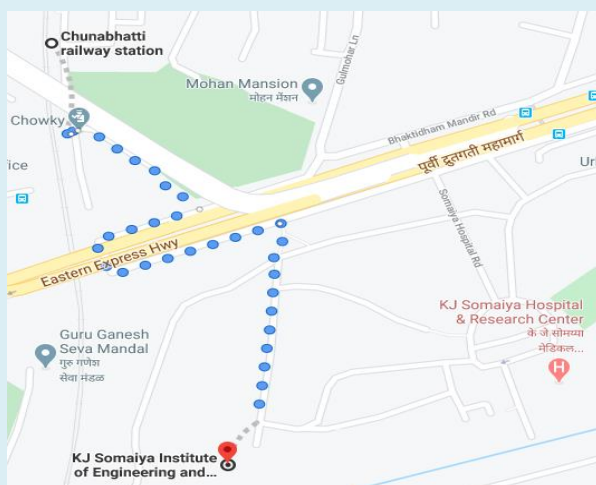 Chunabhatti
railway station
Mohan Mansion
मोहन मॅंशन
Gulmohar Ln
Chowky
Bhaktidham Mandir Rd
पूर्वी द्रुतगती महामार्ग
ffice
Uri
Eastern Express Hwy
Somaiya Hospital Rd
KJ Somaiya Hospital
& Research Center
के जे सोमय्या
मेडिकल...
H
Guru Ganesh
Seva Mandal
गुरु गणेश
सेवा मंडळ
KJ Somaiya Institute
of Engineering and...